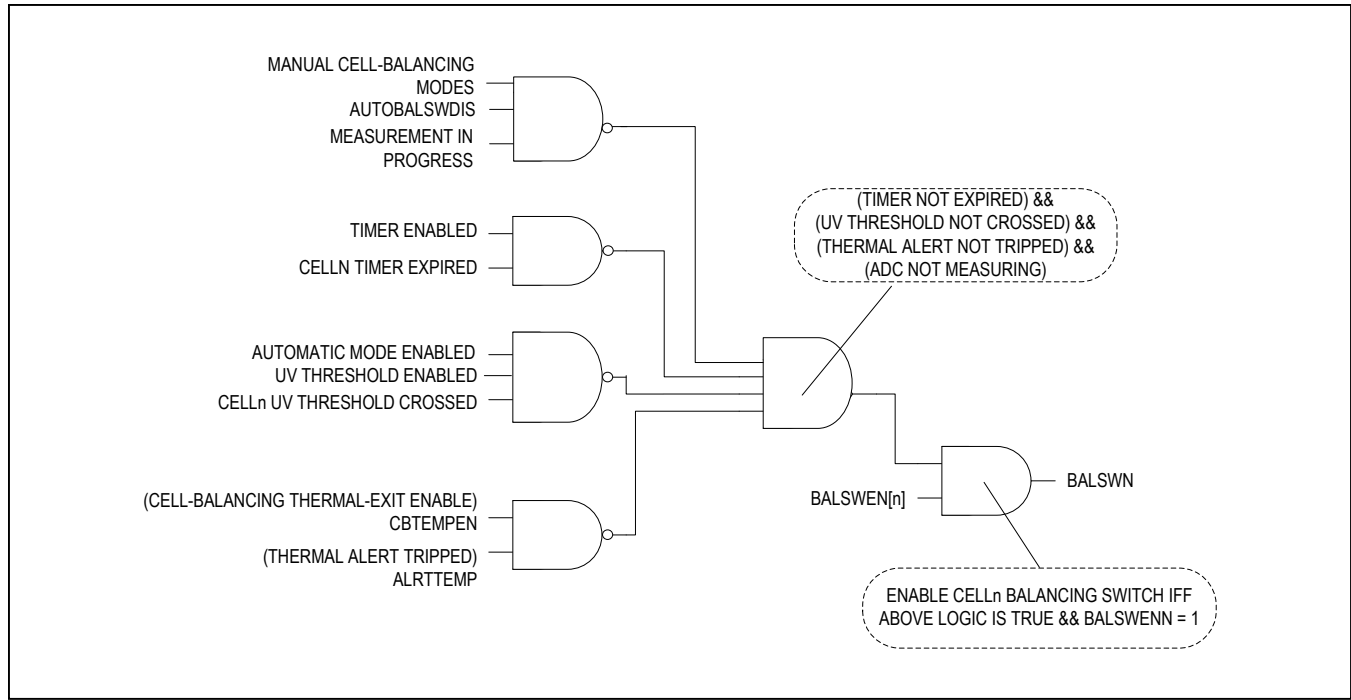 MANUAL CELL-BALANCING
MODES
AUTOBALSWDIS
MEASUREMENT IN
PROGRESS
TIMER ENABLED
CELLN TIMER EXPIRED
AUTOMATIC MODE ENABLED
UV THRESHOLD ENABLED
CELLn UV THRESHOLD CROSSED
(CELL-BALANCING THERMAL-EXIT ENABLE)
CBTEMPEN
(THERMAL ALERT TRIPPED)
ALRTTEMP
(TIMER NOT EXPIRED) &&
(UV THRESHOLD NOT CROSSED) &&
(THERMAL ALERT NOT TRIPPED) &&
(ADC NOT MEASURING)
BALSWEN[n]
BALSWN
ENABLE CELLn BALANCING SWITCH IFF
ABOVE LOGIC IS TRUE && BALSWENN = 1